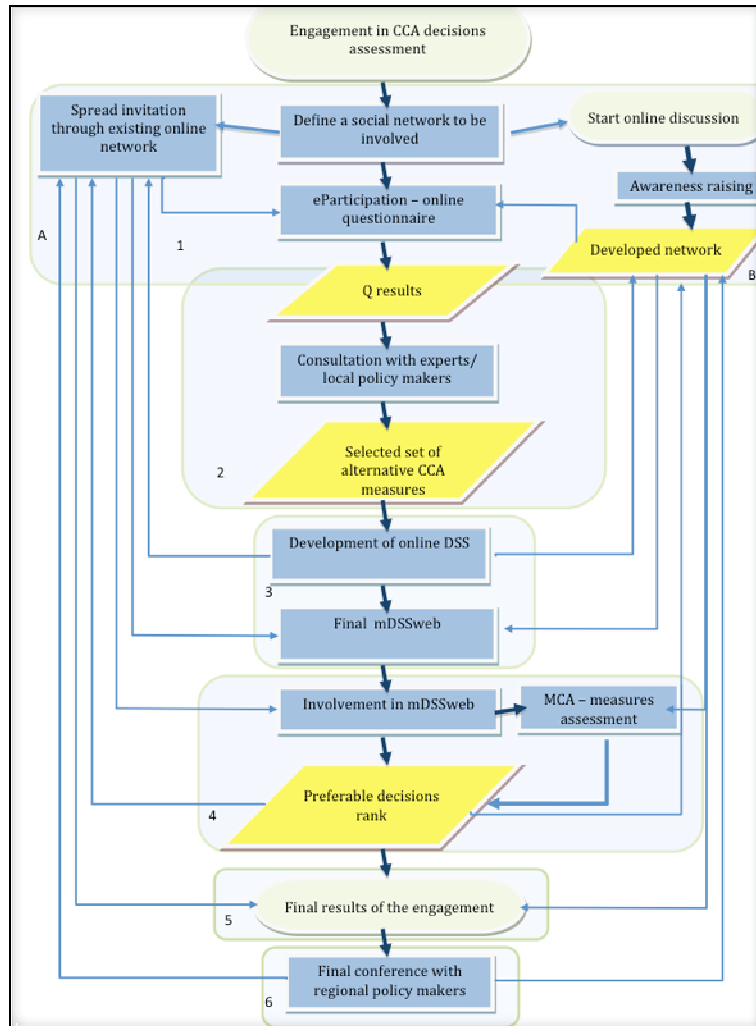 Engagement in CCA decisions
assessment
Spread invitation
through existing online
network
Define a social network to be
involved
Start online discussion
Awareness raising
eParticipation – online
questionnaire
A
1
Developed network
B
Q results
Consultation with experts/
local policy makers
Selected set of
alternative CCA
measures
2
Development of online DSS
3
Final mDSSweb
Involvement in mDSSweb
MCA – measures
assessment
Preferable decisions
rank
4
Final results of the engagement
5
Final conference with
regional policy makers
6